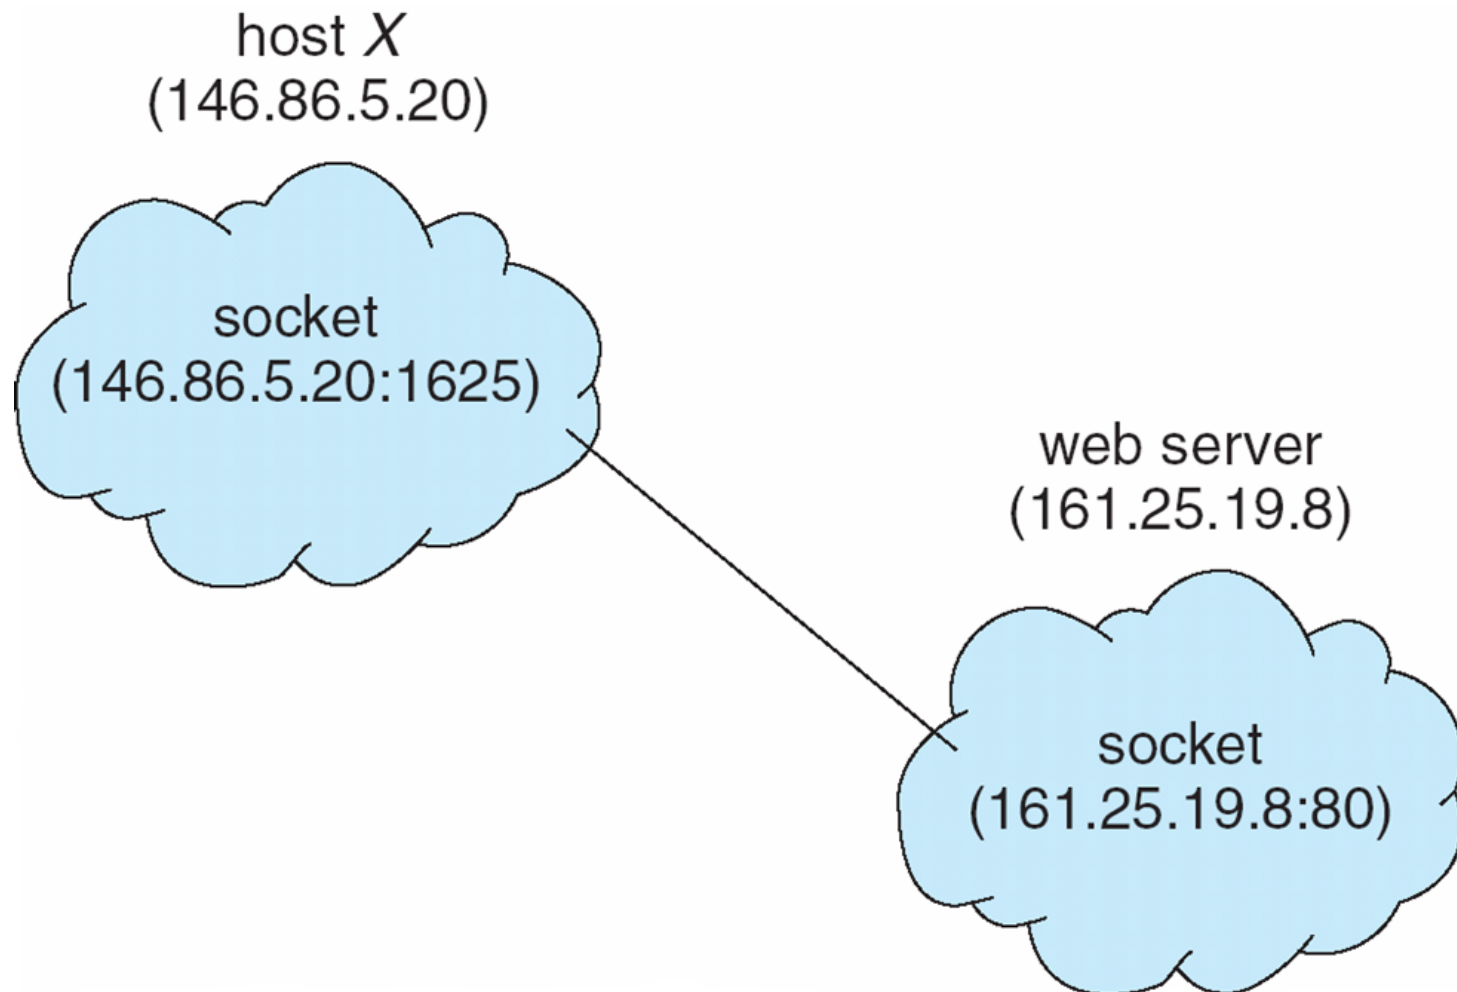 host X
(146.86.5.20)
socket
(146.86.5.20:1625)
web server
(161.25.19.8)
socket
(161.25.19.8:80)